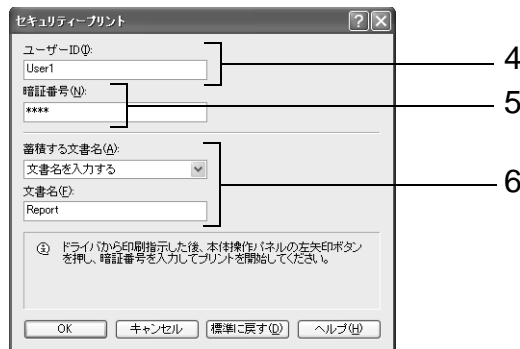 セキュリティープリント
ユーザーID(I):
User1
4
暗証番号(N):
****
5
蓄積する文書名(A):
文書名を入力する
6
文書名(F):
Report
ドライバから印刷指示した後、本体操作パネルの左矢印ボタン
を押し、暗証番号を入力してプリントを開始してください。
OK キャンセル 標準に戻す(D) ヘルプ(H)